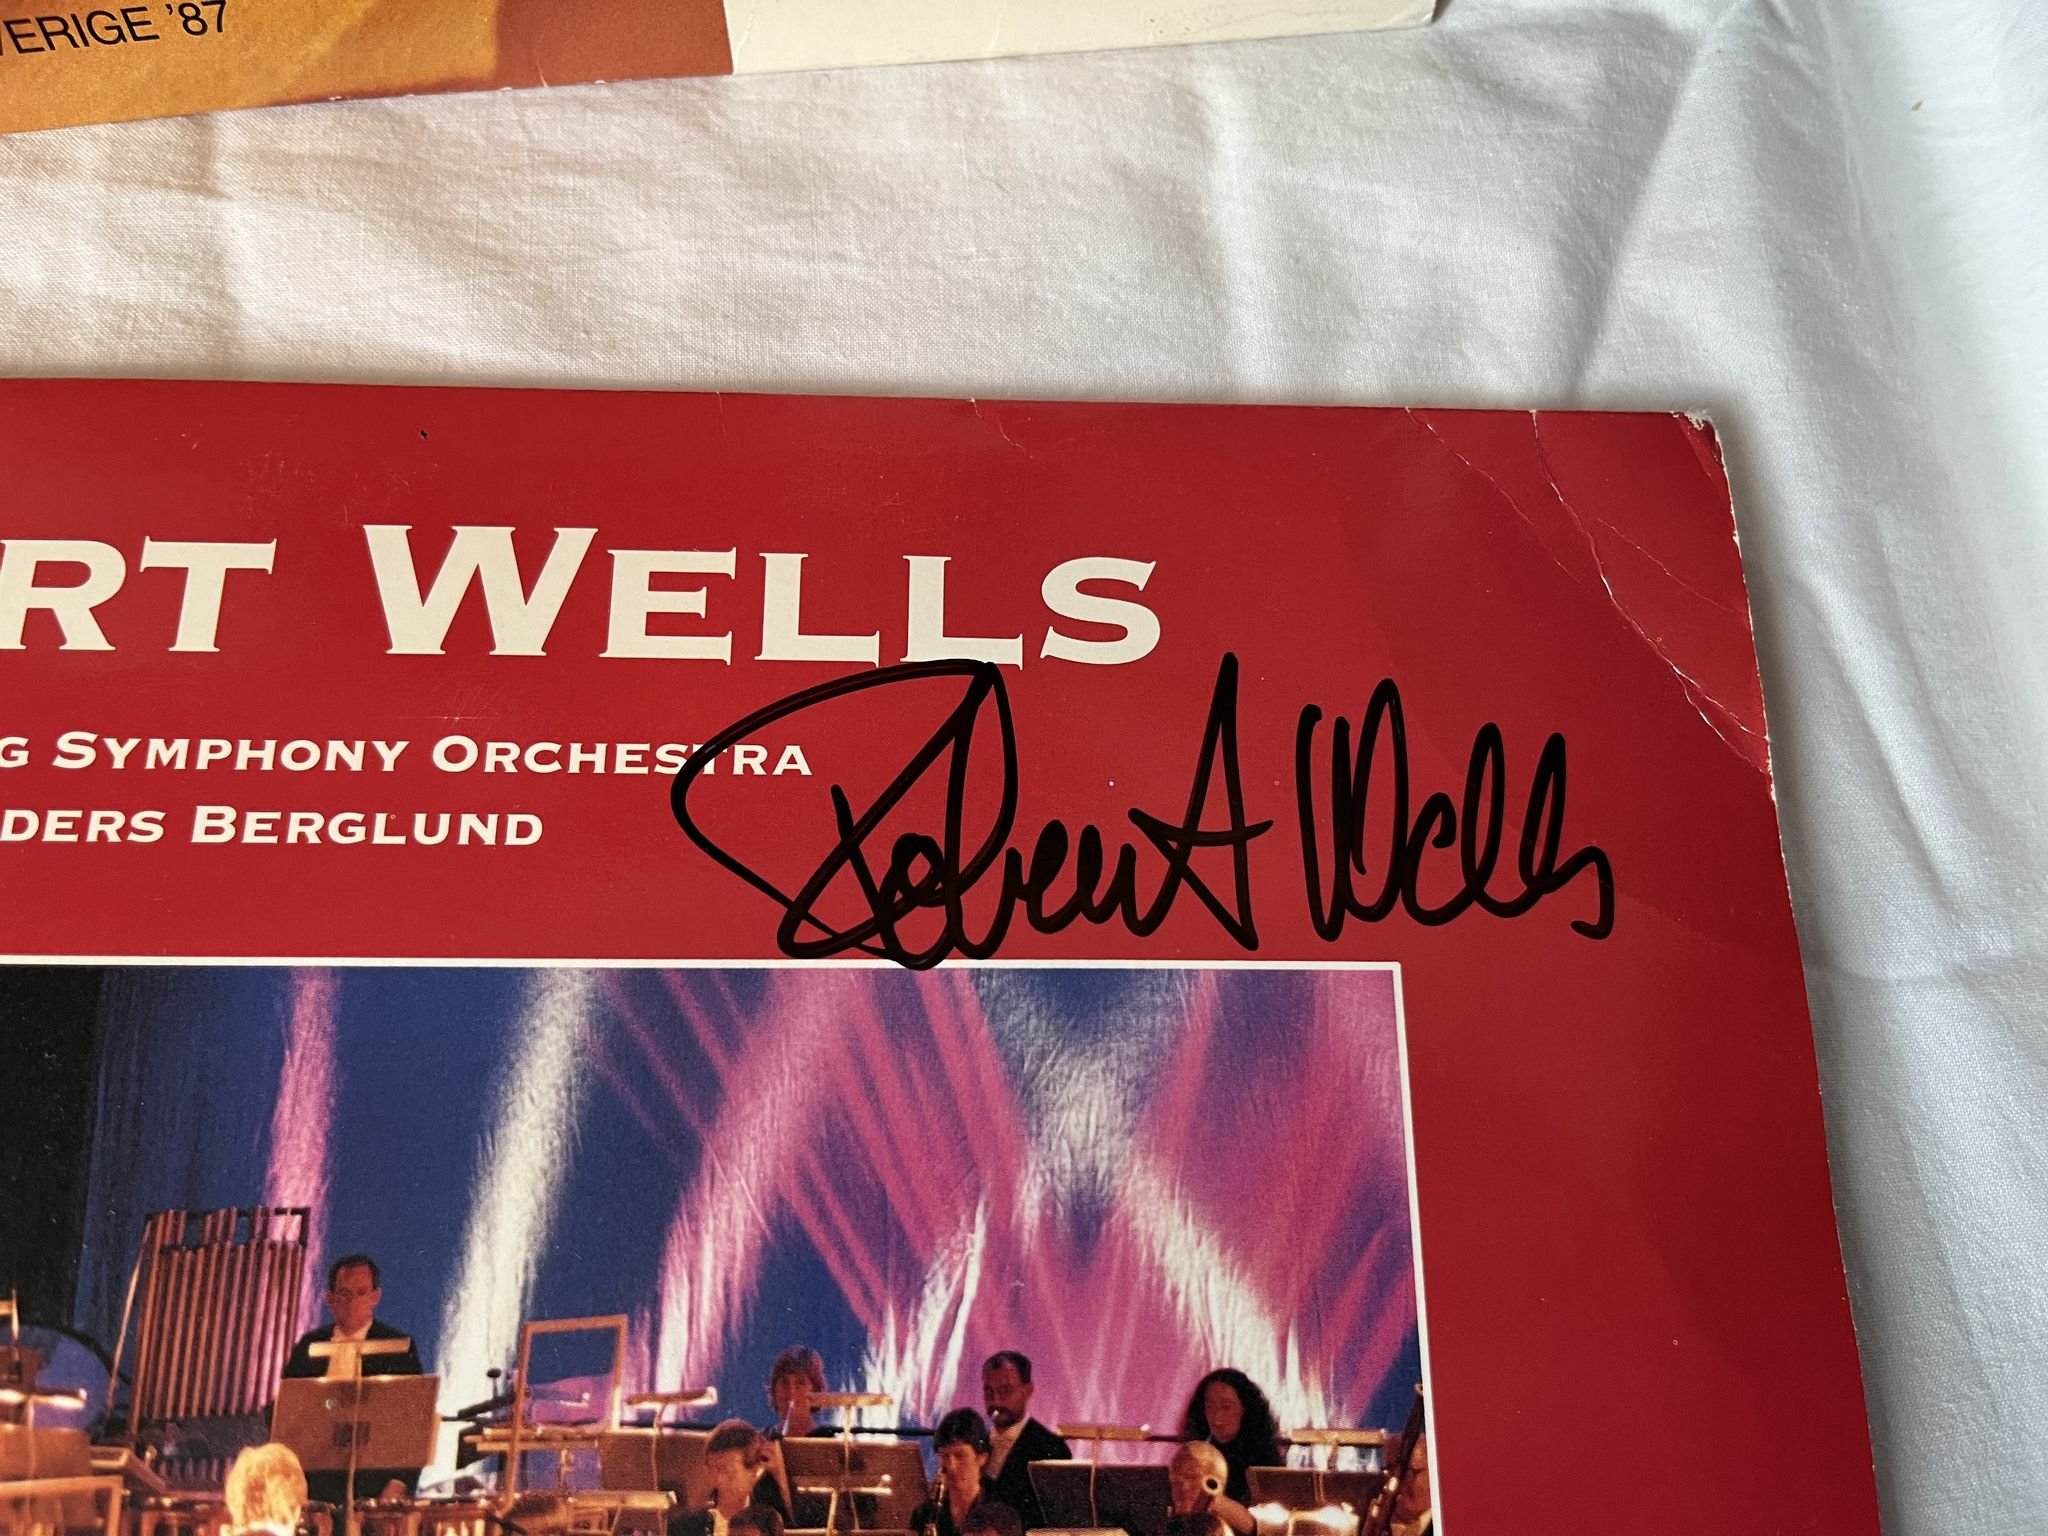 VERIGE '87
RT WELLS
G SYMPHONY ORCHESTRA
DERS BERGLUND
Robert Wells